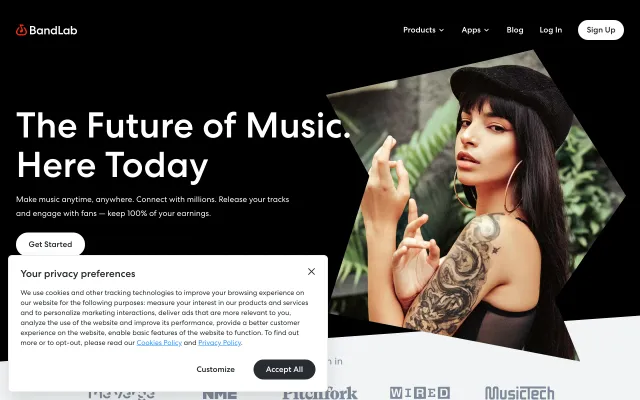 BandLab
Products
Apps
Blog
Log In
Sign Up
The Future of Music.
Here Today
Make music anytime, anywhere. Connect with millions. Release your tracks
and engage with fans — keep 100% of your earnings.
Get Started
Your privacy preferences
We use cookies and other tracking technologies to improve your browsing experience on
our website for the following purposes: measure your interest in our products and services
and to personalize marketing interactions, deliver ads that are more relevant to you,
analyze the use of the website and improve its performance, provide a better customer
experience on the website, enable basic features of the website to function. To find out
more or to opt-out, please read our Cookies Policy and Privacy Policy.
Customize
Accept All
in
NME
Pitchfork
WIRED
MusicTech